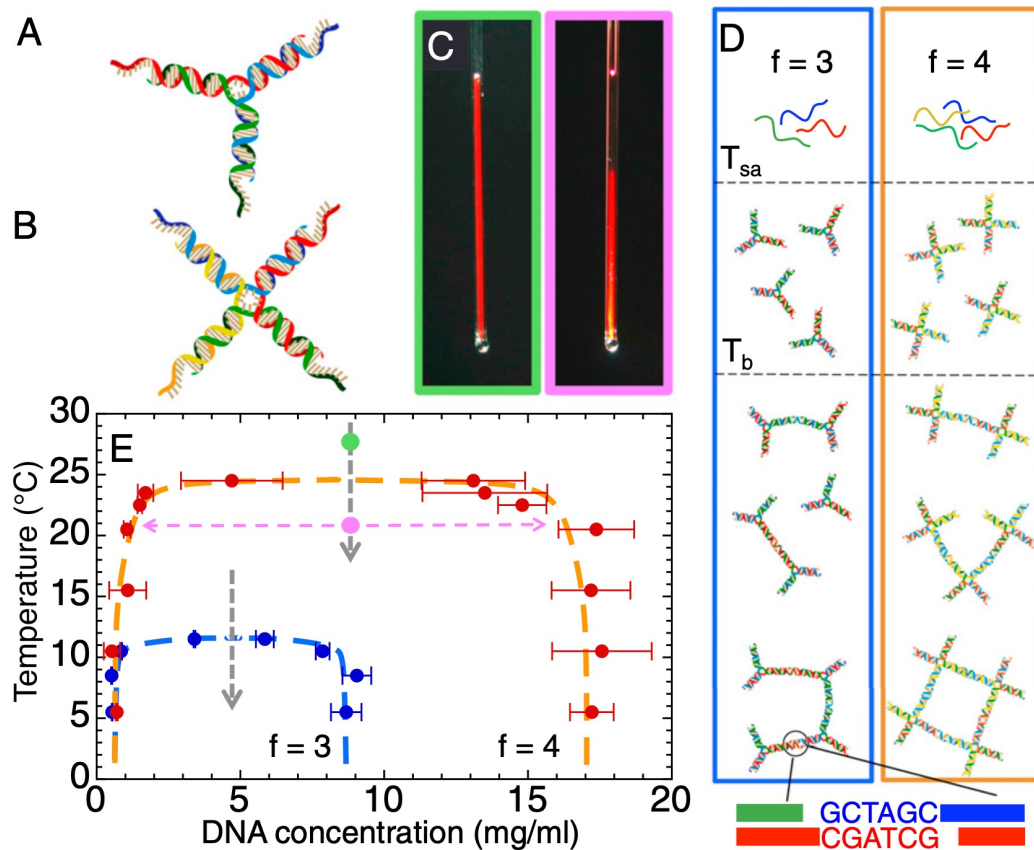 A
B
C
D
f = 3
f = 4
T_sa
T_b
E
30
25
20
15
10
5
0
Temperature (°C)
f = 3
f = 4
0
5
10
15
20
DNA concentration (mg/ml)
GCTAGC
CGATCG